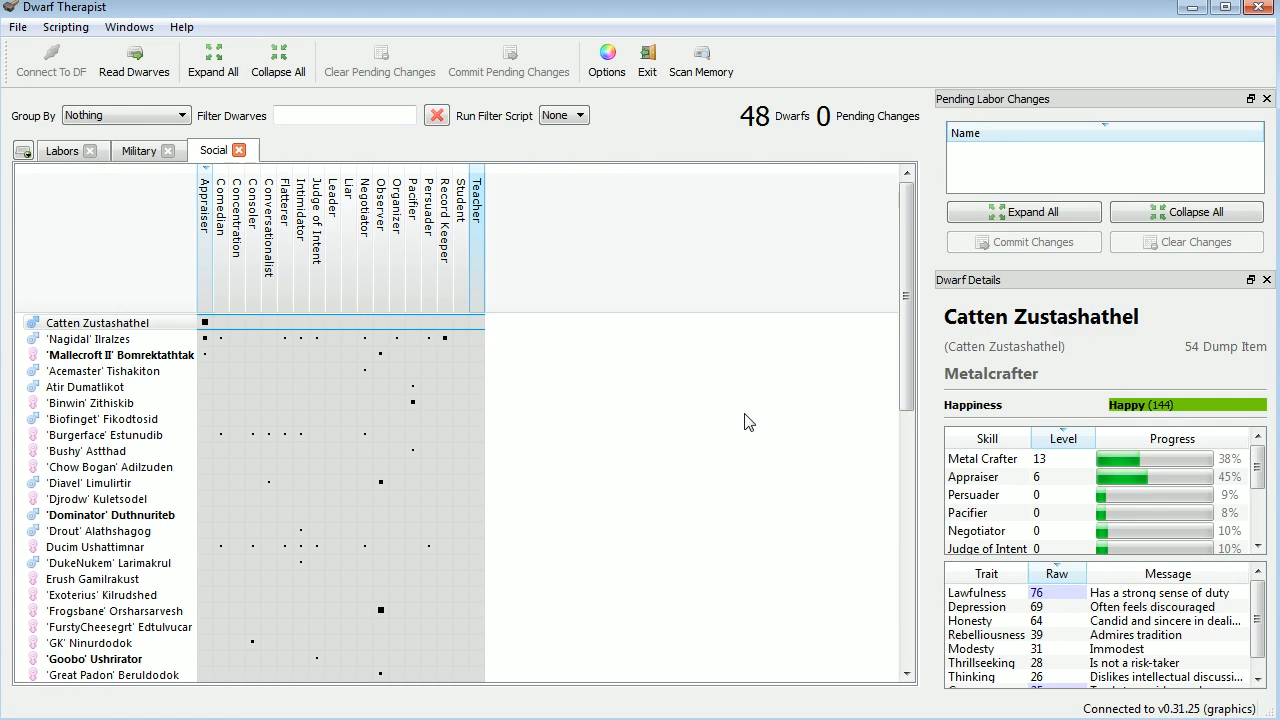 Dwarf Therapist
File Scripting Windows Help
Connect To DF Read Dwarves Expand All Collapse All Clear Pending Changes Commit Pending Changes Options Exit Scan Memory
Group By Nothing Filter Dwarves Run Filter Script None 48 Dwarfs 0 Pending Changes
Labors Military Social
Appraiser
Comedian
Concentration
Consoler
Conversationalist
Flatterer
Intimidator
Judge of Intent
Leader
Liar
Negotiator
Observer
Organizer
Pacifier
Persuader
Record Keeper
Student
Teacher
Catten Zustashathel
'Nagidal' Ilralzes
'Mallecroft II' Bomrektathtak
'Acemaster' Tishakiton
Atir Dumatlikot
'Binwin' Zithiskib
'Biofinget' Fikodtosid
'Burgerface' Estunudib
'Bushy' Astthad
'Chow Bogan' Adilzuden
'Diavel' Limulirtir
'Djrodw' Kuletsodel
'Dominator' Duthnuriteb
'Drout' Alathshagog
Ducim Ushattimnar
'DukeNukem' Larimakrul
Erush Gamilrakust
'Exoterius' Kilrudshed
'Frogsbane' Orsharsarvesh
'FurstyCheesegrt' Edtulvucar
'GK' Ninurdodok
'Goobo' Ushrirator
'Great Padon' Beruldodok
Pending Labor Changes
Name
Expand All Collapse All
Commit Changes Clear Changes
Dwarf Details
Catten Zustashathel
(Catten Zustashathel) 54 Dump Item
Metalcrafter
Happiness Happy (144)
Skill Level Progress
Metal Crafter 13 38%
Appraiser 6 45%
Persuader 0 9%
Pacifier 0 8%
Negotiator 0 10%
Judge of Intent 0 10%
Trait Raw Message
Lawfulness 76 Has a strong sense of duty
Depression 69 Often feels discouraged
Honesty 64 Candid and sincere in deali...
Rebelliousness 39 Admires tradition
Modesty 31 Immodest
Thrillseeking 28 Is not a risk-taker
Thinking 26 Dislikes intellectual discussi...
Connected to v0.31.25 (graphics)